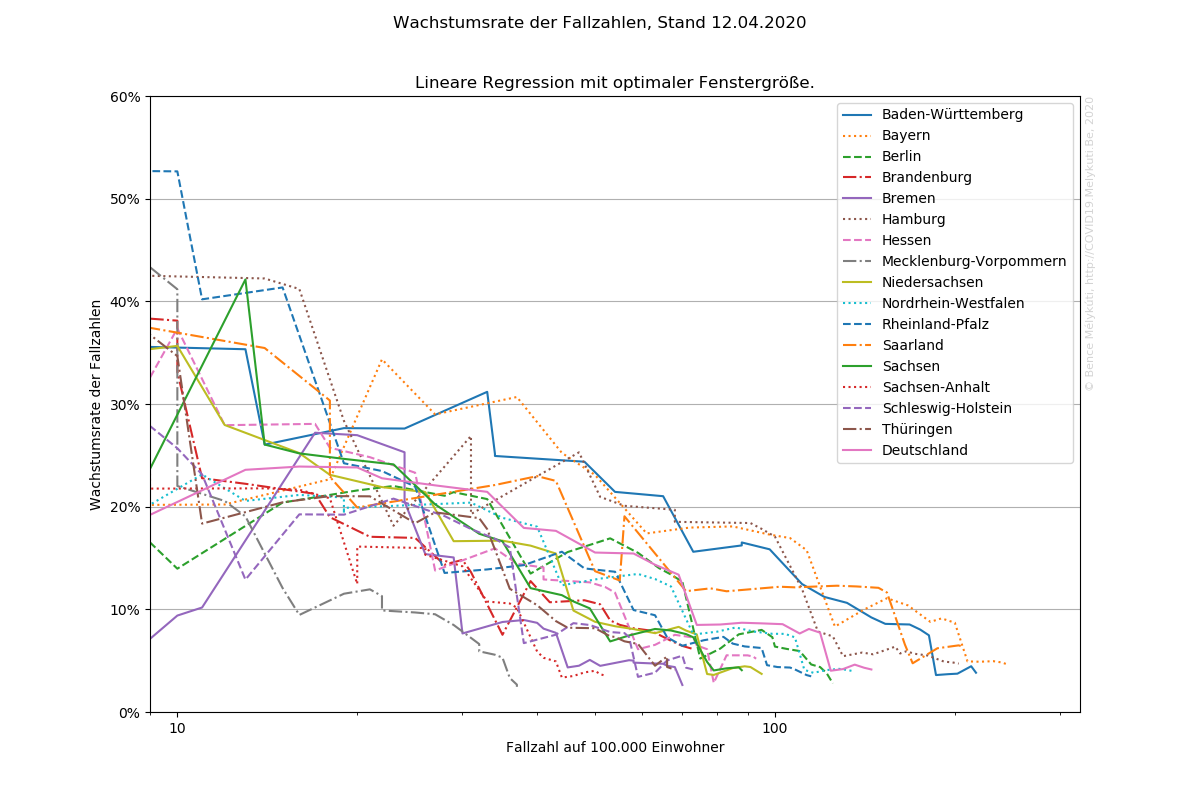 Wachstumsrate der Fallzahlen, Stand 12.04.2020
Lineare Regression mit optimaler Fenstergröße.
60%
50%
40%
30%
20%
10%
0%
Wachstumsrate der Fallzahlen
10
100
Fallzahl auf 100.000 Einwohner
Baden-Württemberg
Bayern
Berlin
Brandenburg
Bremen
Hamburg
Hessen
Mecklenburg-Vorpommern
Niedersachsen
Nordrhein-Westfalen
Rheinland-Pfalz
Saarland
Sachsen
Sachsen-Anhalt
Schleswig-Holstein
Thüringen
Deutschland
© Bence Mélykúti, http://COVID19.Melykuti.Be, 2020